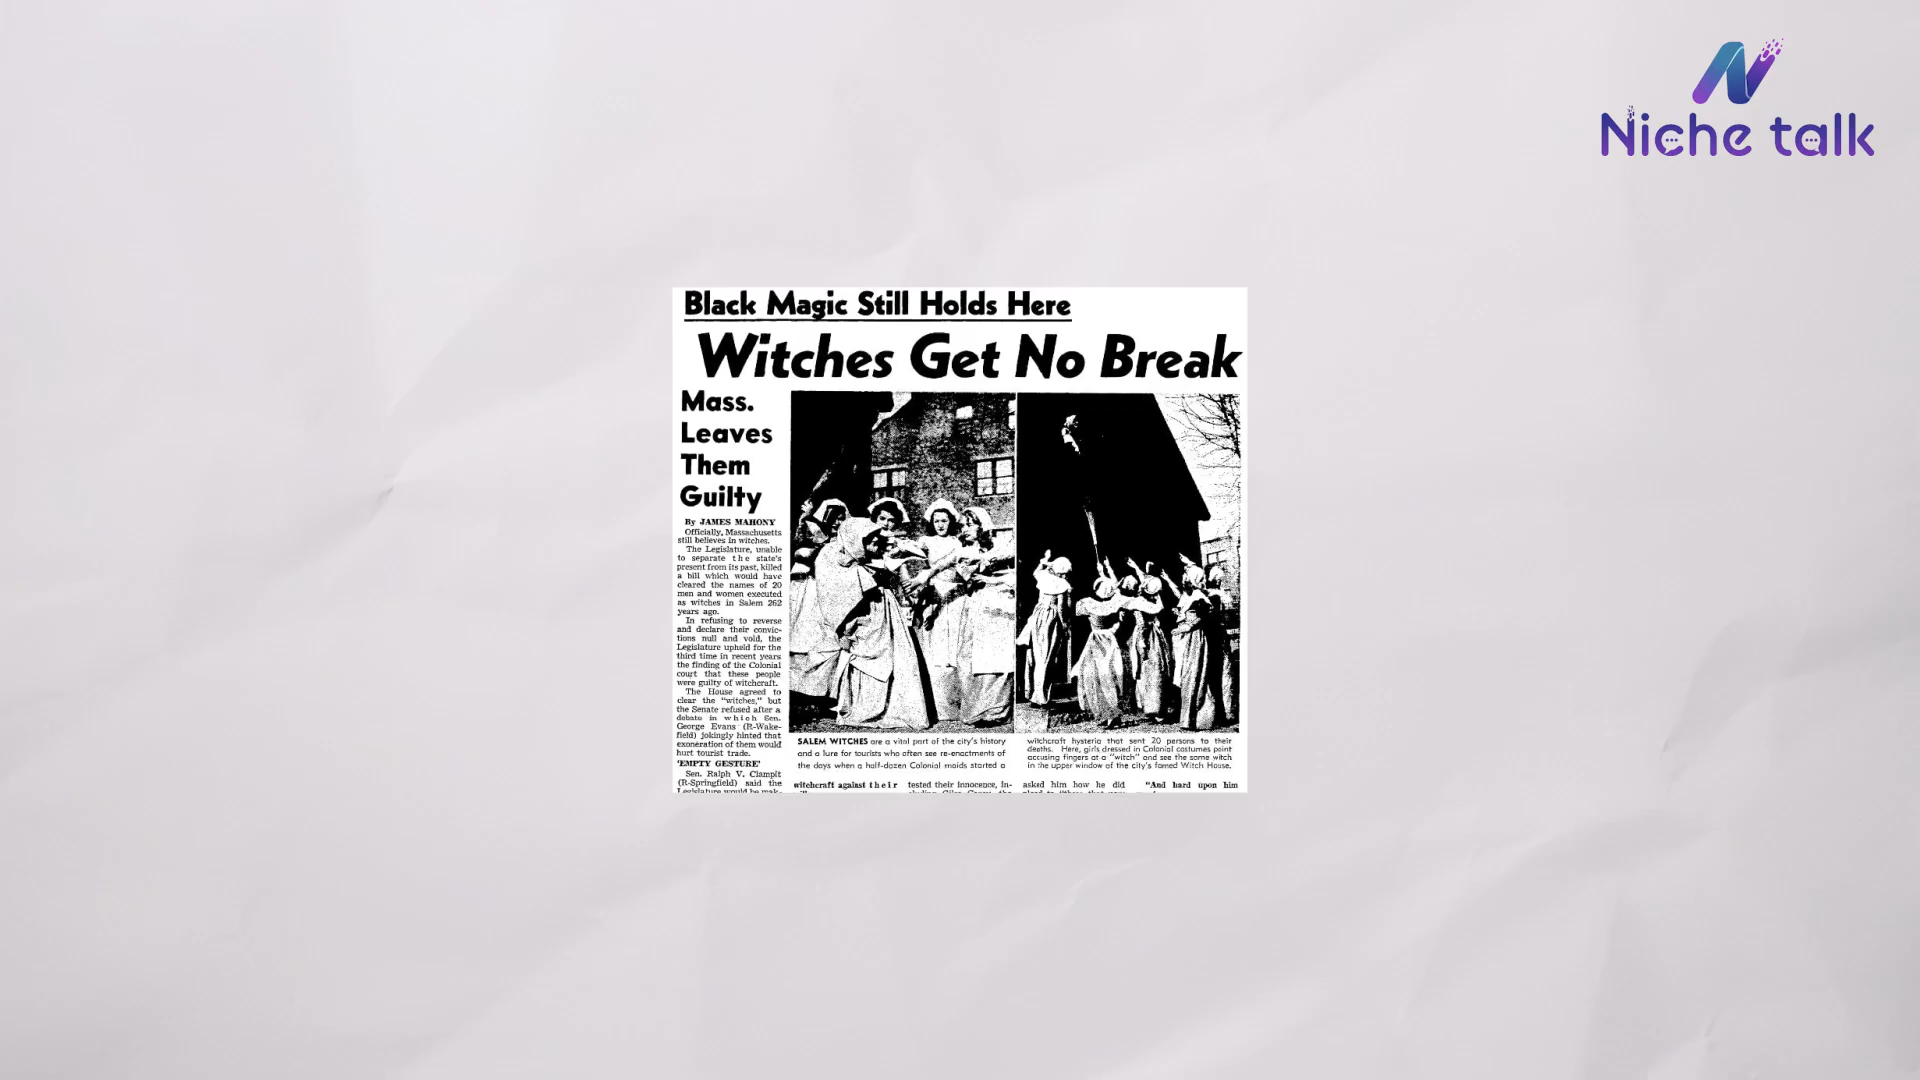 Niche talk
Black Magic Still Holds Here
Witches Get No Break
Mass.
Leaves
Them
Guilty
By JAMES MAHONY
Officially, Massachusetts
still believes in witches.
The Legislature, unable
to separate the state's
present from its past, killed
a bill which would have
cleared the names of 20
men and women executed
as witches in Salem 262
years ago.
In refusing to reverse
and declare their convic-
tions null and void, the
Legislature upheld for the
third time in recent years
the finding of the Colonial
court that these people
were guilty of witchcraft.
The House agreed to
clear the "witches," but
the Senate refused after a
debate in which Sen.
George Evans (R-Wake-
field) jokingly hinted that
exoneration of them would
hurt tourist trade.
'EMPTY GESTURE'
Sen. Ralph V. Clampit
(R-Springfield) said the
Legislature would be mak-
SALEM WITCHES are a vital part of the city's history
and a lure for tourists who often see re-enactments of
the days when a half-dozen Colonial maids started a
witchcraft hysteria that sent 20 persons to their
deaths. Here, girls dressed in Colonial costumes point
accusing fingers at a "witch" and see the same witch
in the upper window of the city's famed Witch House.
witchcraft against their
tested their innocence, in-
asked him how he did
"And hard upon him